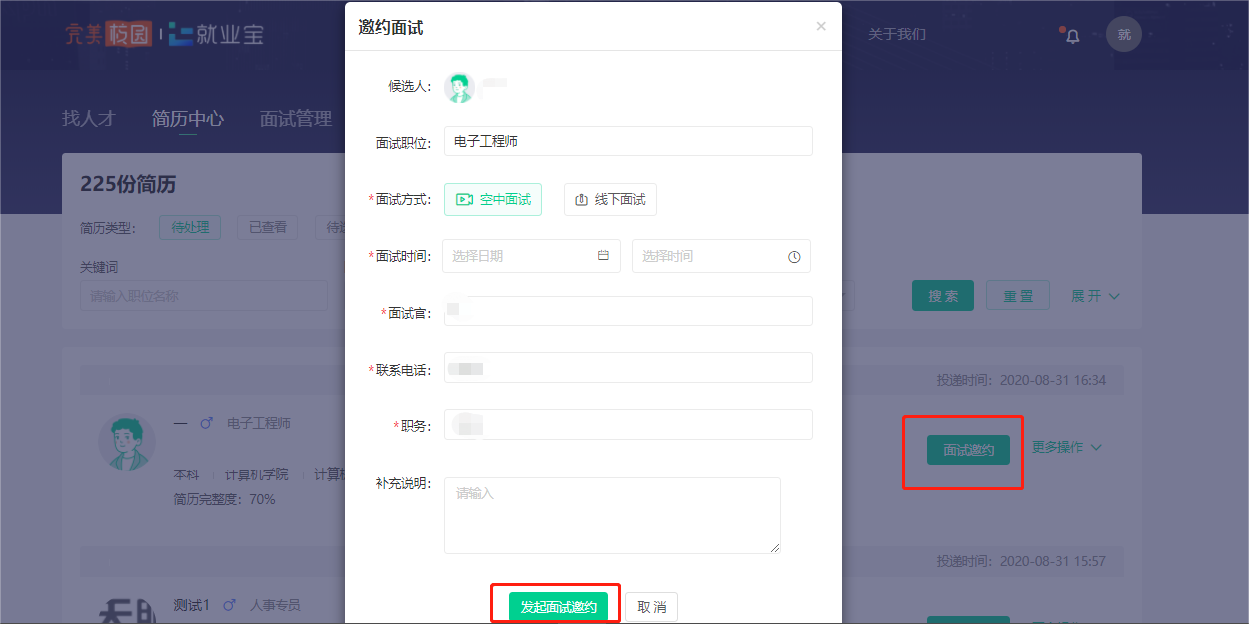 完美校园 | 就业宝
关于我们
就
找人才 简历中心 面试管理
225份简历
简历类型: 待处理 已查看
关键词
请输入职位名称
搜索 重置 展开
投递时间: 2020-08-31 16:34
一 电子工程师
本科 计算机学院
简历完整度: 70%
面试邀约 更多操作
投递时间: 2020-08-31 15:57
测试1 人事专员
邀约面试
候选人:
面试职位: 电子工程师
*面试方式: 空中面试 线下面试
*面试时间: 选择日期 选择时间
*面试官:
*联系电话:
*职务:
补充说明: 请输入
发起面试邀约 取消